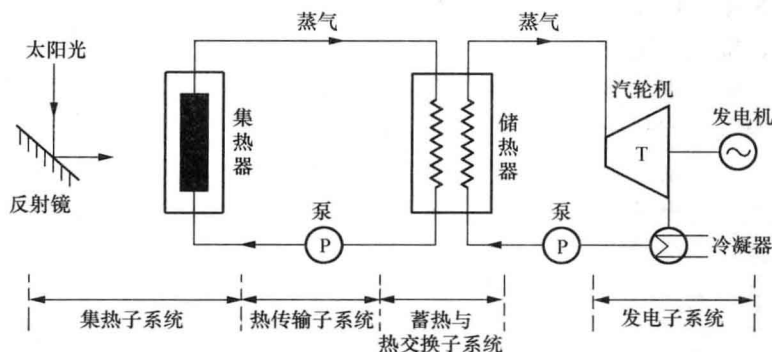 蒸气
蒸气
太阳光
汽轮机
集热器
储热器
发电机
T
反射镜
泵
泵
P
P
冷凝器
集热子系统
热传输子系统
蓄热与
热交换子系统
发电子系统